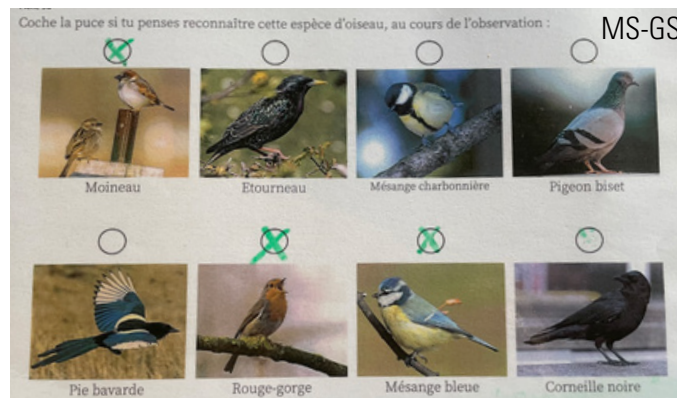 Coche la puce si tu penses reconnaître cette espèce d'oiseau, au cours de l'observation :
MS-GS
Moineau
Etourneau
Mésange charbonnière
Pigeon biset
Pie bavarde
Rouge-gorge
Mésange bleue
Corneille noire